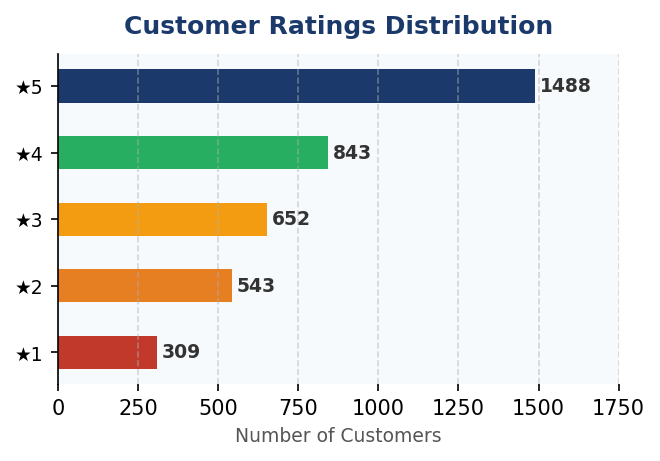 Customer Ratings Distribution
★5 1488
★4 843
★3 652
★2 543
★1 309
0 250 500 750 1000 1250 1500 1750
Number of Customers